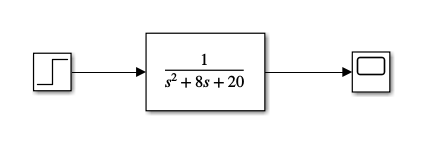 1
s² + 8s + 20